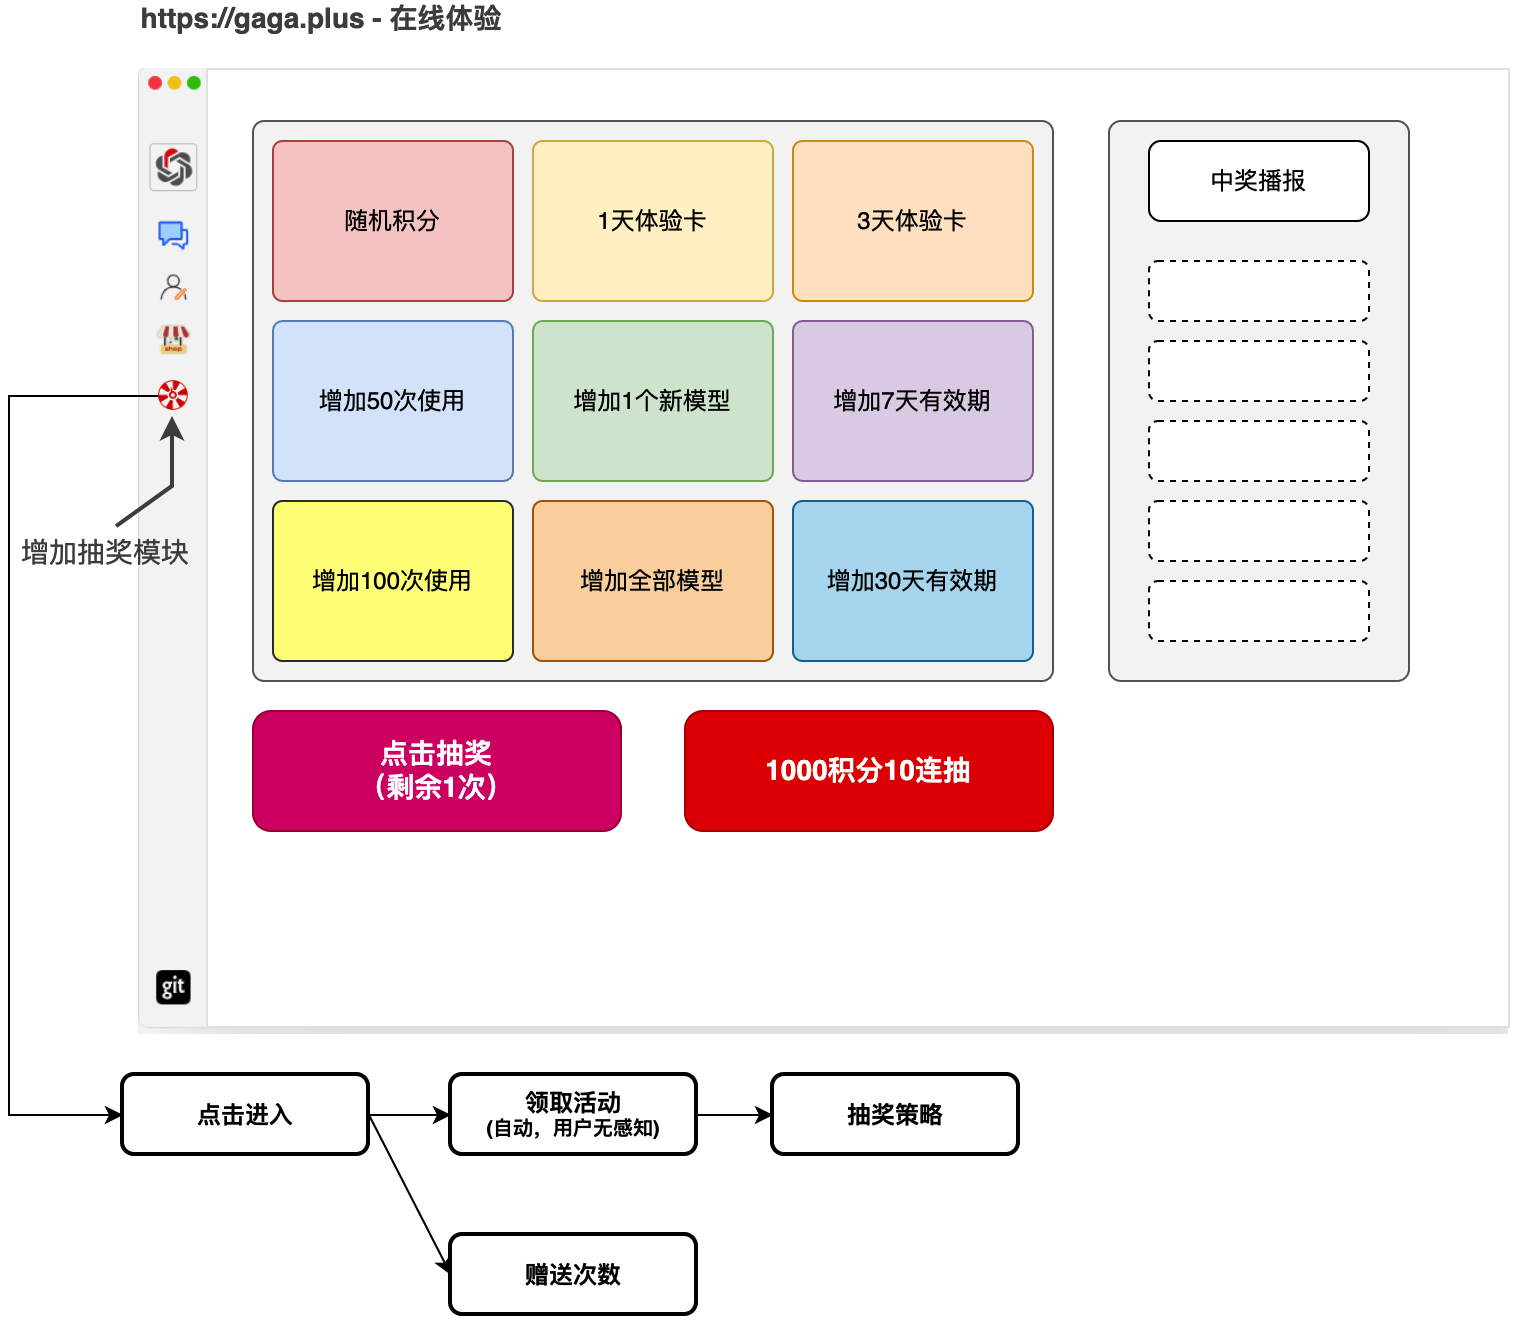 https://gaga.plus - 在线体验
随机积分
1天体验卡
3天体验卡
中奖播报
shop
增加50次使用
增加1个新模型
增加7天有效期
增加抽奖模块
增加100次使用
增加全部模型
增加30天有效期
点击抽奖
（剩余1次）
1000积分10连抽
git
点击进入
领取活动
(自动，用户无感知)
抽奖策略
赠送次数